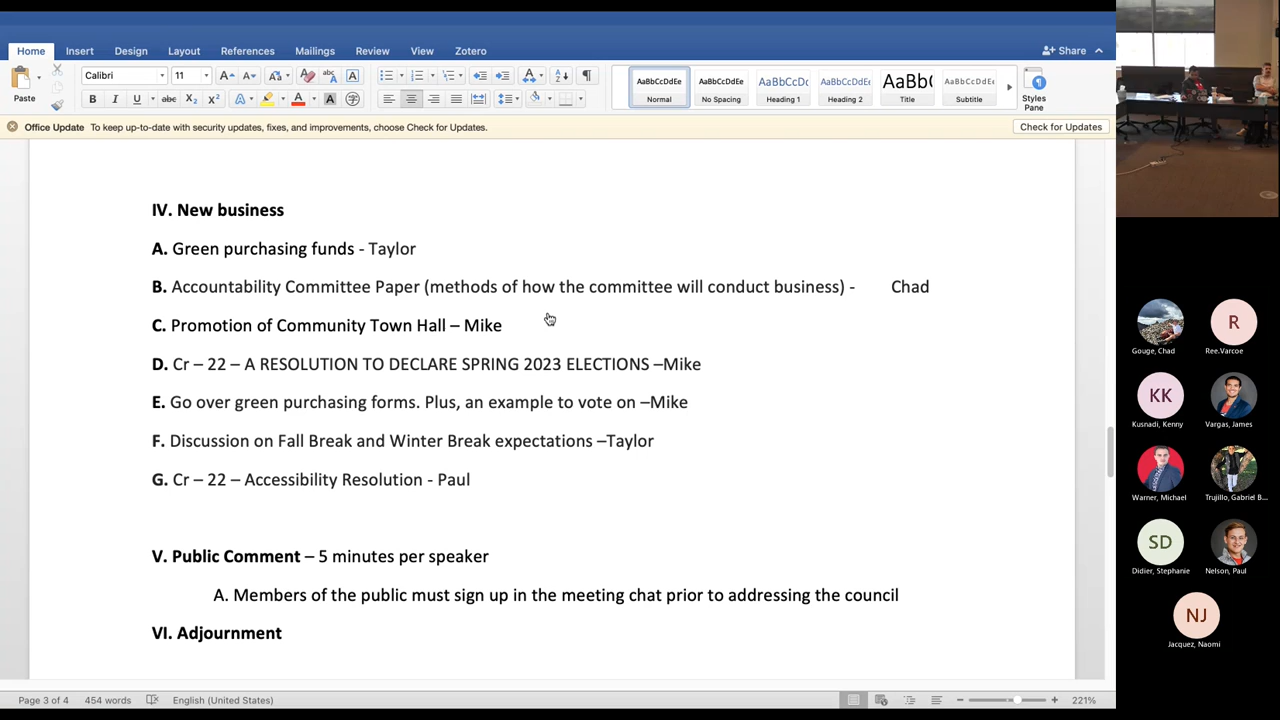 Home Insert Design Layout References Mailings Review View Zotero Share
Paste Calibri 11
AaBbCcDdEe AaBbCcDdEe AaBbCcDc AaBbCcDdEe AaBb( AaBbCcDdEe
Normal No Spacing Heading 1 Heading 2 Title Subtitle Styles Pane
Office Update To keep up-to-date with security updates, fixes, and improvements, choose Check for Updates. Check for Updates
IV. New business
A. Green purchasing funds - Taylor
B. Accountability Committee Paper (methods of how the committee will conduct business) - Chad
C. Promotion of Community Town Hall – Mike
D. Cr – 22 – A RESOLUTION TO DECLARE SPRING 2023 ELECTIONS –Mike
E. Go over green purchasing forms. Plus, an example to vote on –Mike
F. Discussion on Fall Break and Winter Break expectations –Taylor
G. Cr – 22 – Accessibility Resolution - Paul
V. Public Comment – 5 minutes per speaker
A. Members of the public must sign up in the meeting chat prior to addressing the council
VI. Adjournment
Page 3 of 4 454 words English (United States) 221%
R
Gouge, Chad Ree.Varcoe
KK
Kusnadi, Kenny Vargas, James
Warner, Michael Trujillo, Gabriel B...
SD
Didier, Stephanie Nelson, Paul
NJ
Jacquez, Naomi